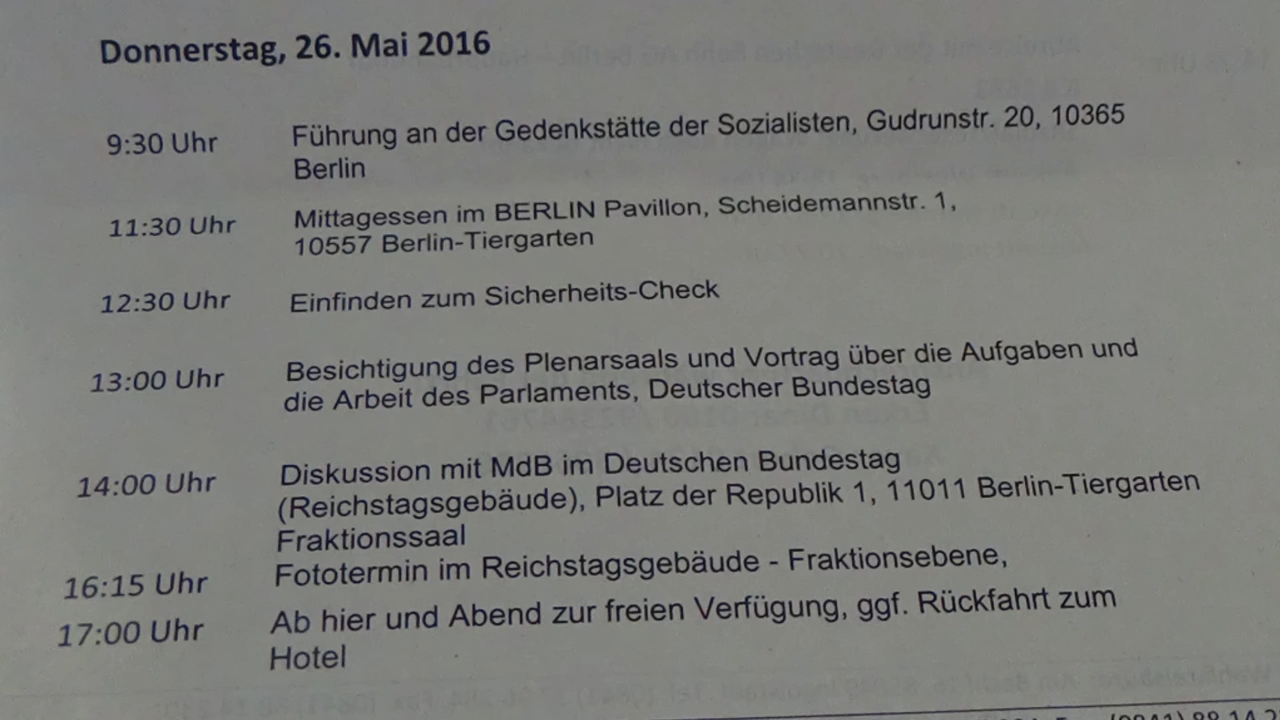 Donnerstag, 26. Mai 2016
9:30 Uhr Führung an der Gedenkstätte der Sozialisten, Gudrunstr. 20, 10365
Berlin
11:30 Uhr Mittagessen im BERLIN Pavillon, Scheidemannstr. 1,
10557 Berlin-Tiergarten
12:30 Uhr Einfinden zum Sicherheits-Check
13:00 Uhr Besichtigung des Plenarsaals und Vortrag über die Aufgaben und
die Arbeit des Parlaments, Deutscher Bundestag
14:00 Uhr Diskussion mit MdB im Deutschen Bundestag
(Reichstagsgebäude), Platz der Republik 1, 11011 Berlin-Tiergarten
Fraktionssaal
16:15 Uhr Fototermin im Reichstagsgebäude - Fraktionsebene,
17:00 Uhr Ab hier und Abend zur freien Verfügung, ggf. Rückfahrt zum
Hotel